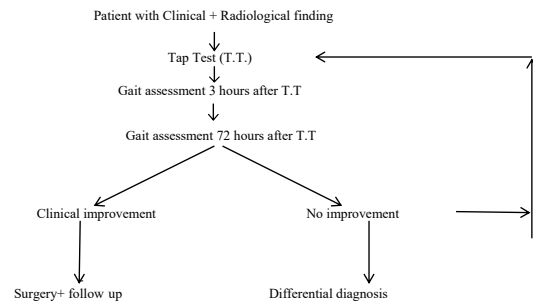 Patient with Clinical + Radiological finding
Tap Test (T.T.)
Gait assessment 3 hours after T.T
Gait assessment 72 hours after T.T
Clinical improvement
No improvement
Surgery+ follow up
Differential diagnosis